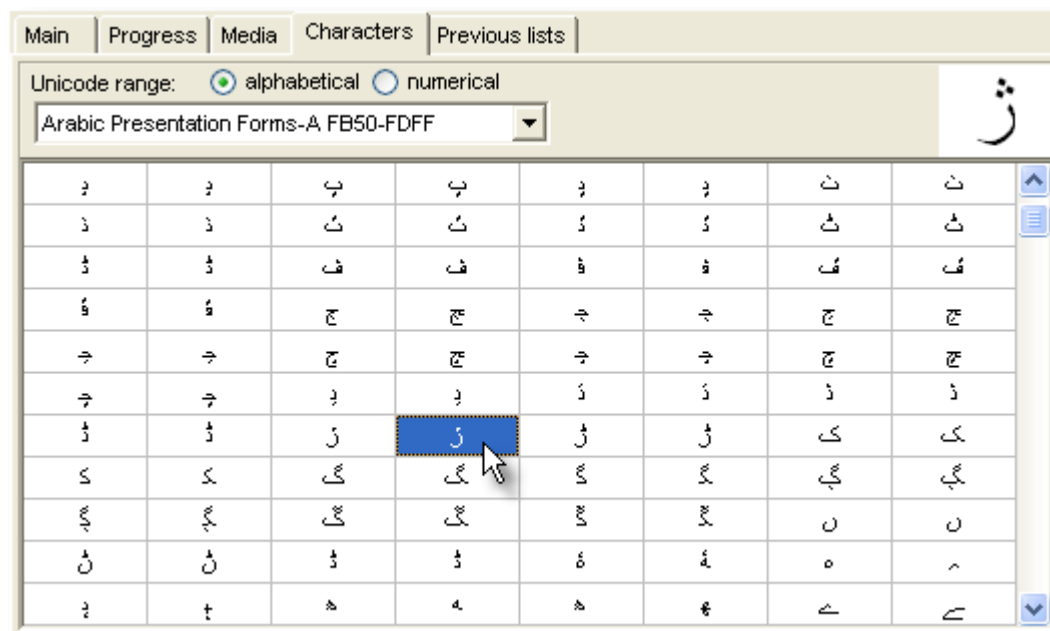 Main Progress Media Characters Previous lists
Unicode range: alphabetical numerical
Arabic Presentation Forms-A FB50-FDFF
ﮋ
ﭘ ﭙ ﭚ ﭛ ﭜ ﭝ ﭞ ﭟ
ﭠ ﭡ ﭢ ﭣ ﭤ ﭥ ﭦ ﭧ
ﭨ ﭩ ﭪ ﭫ ﭬ ﭭ ﭮ ﭯ
ﭰ ﭱ ﭲ ﭳ ﭴ ﭵ ﭶ ﭷ
ﭸ ﭹ ﭺ ﭻ ﭼ ﭽ ﭾ ﭿ
ﮀ ﮁ ﮂ ﮃ ﮄ ﮅ ﮆ ﮇ
ﮈ ﮉ ﮊ ﮋ ﮌ ﮍ ﮎ ﮏ
ﮐ ﮑ ﮒ ﮓ ﮔ ﮕ ﮖ ﮗ
ﮘ ﮙ ﮚ ﮛ ﮜ ﮝ ﮞ ﮟ
ﮠ ﮡ ﮢ ﮣ ﮤ ﮥ ﮦ ﮧ
ﮨ ﮩ ﮪ ﮫ ﮬ ﮭ ﮮ ﮯ